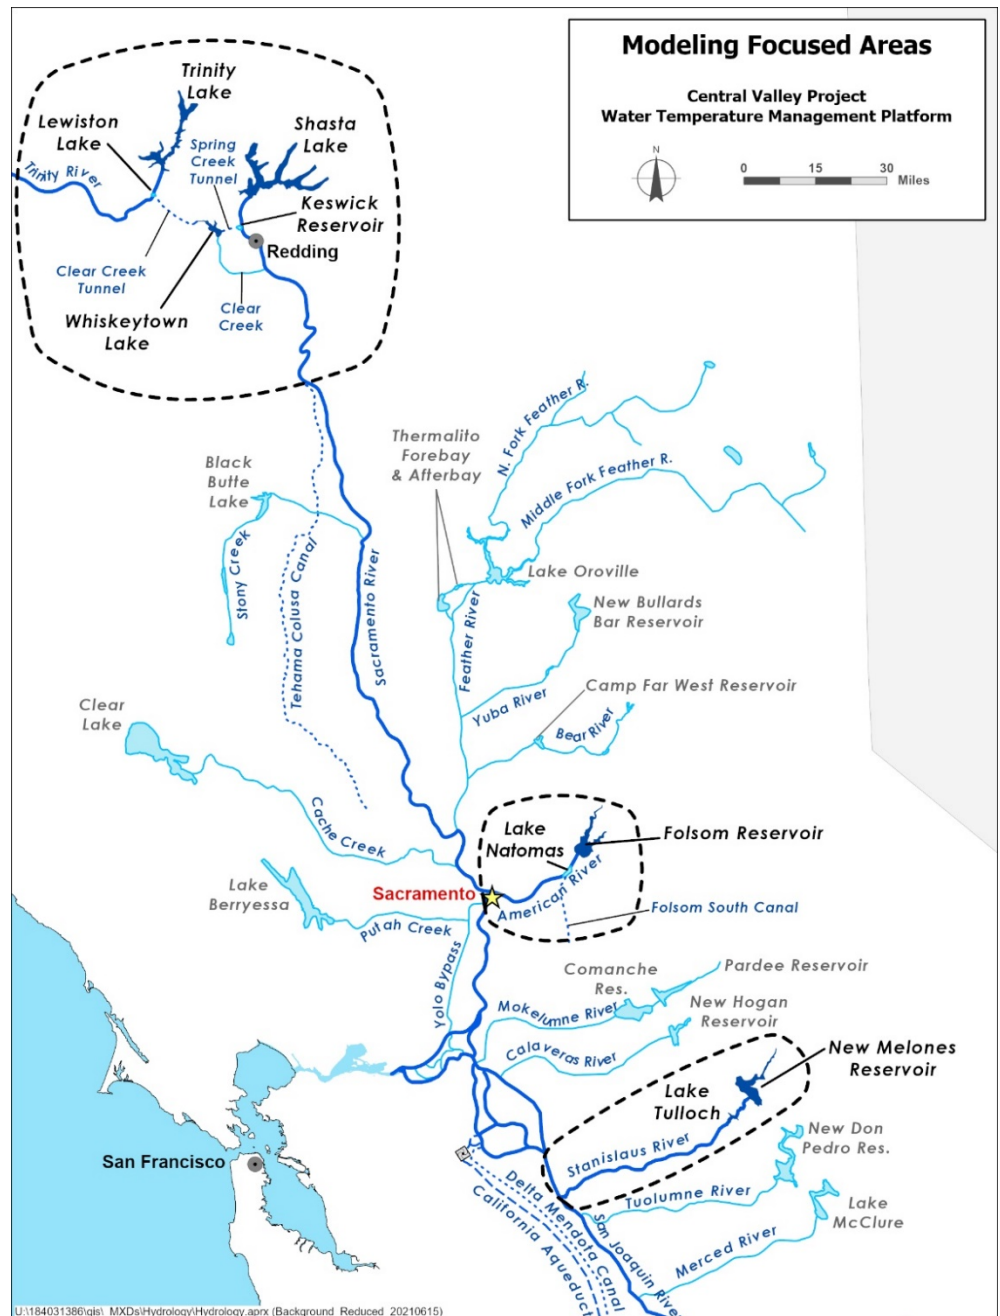 Modeling Focused Areas
Central Valley Project
Water Temperature Management Platform
N
0 15 30
Miles
Trinity
Lake
Lewiston
Lake
Spring
Creek
Tunnel
Shasta
Lake
Trinity River
Keswick
Reservoir
Redding
Clear Creek
Tunnel
Clear
Creek
Whiskeytown
Lake
Thermalito
Forebay
& Afterbay
N. Fork Feather R.
Middle Fork Feather R.
Black
Butte
Lake
Stony Creek
Tehama Colusa Canal
Sacramento River
Lake Oroville
Feather River
New Bullards
Bar Reservoir
Yuba River
Camp Far West Reservoir
Bear River
Clear
Lake
Cache Creek
Lake
Natomas
Folsom Reservoir
American River
Sacramento
Folsom South Canal
Lake
Berryessa
Putah Creek
Yolo Bypass
Comanche
Res.
Pardee Reservoir
Mokelumne River
New Hogan
Reservoir
Calaveras River
New Melones
Reservoir
Lake
Tulloch
Stanislaus River
New Don
Pedro Res.
San Francisco
Tuolumne River
Lake
McClure
Merced River
Delta Mendota Canal
San Joaquin River
California Aqueduct
U:\184031386\gis\_MXDs\Hydrology\Hydrology.aprx (Background_Reduced_20210615)